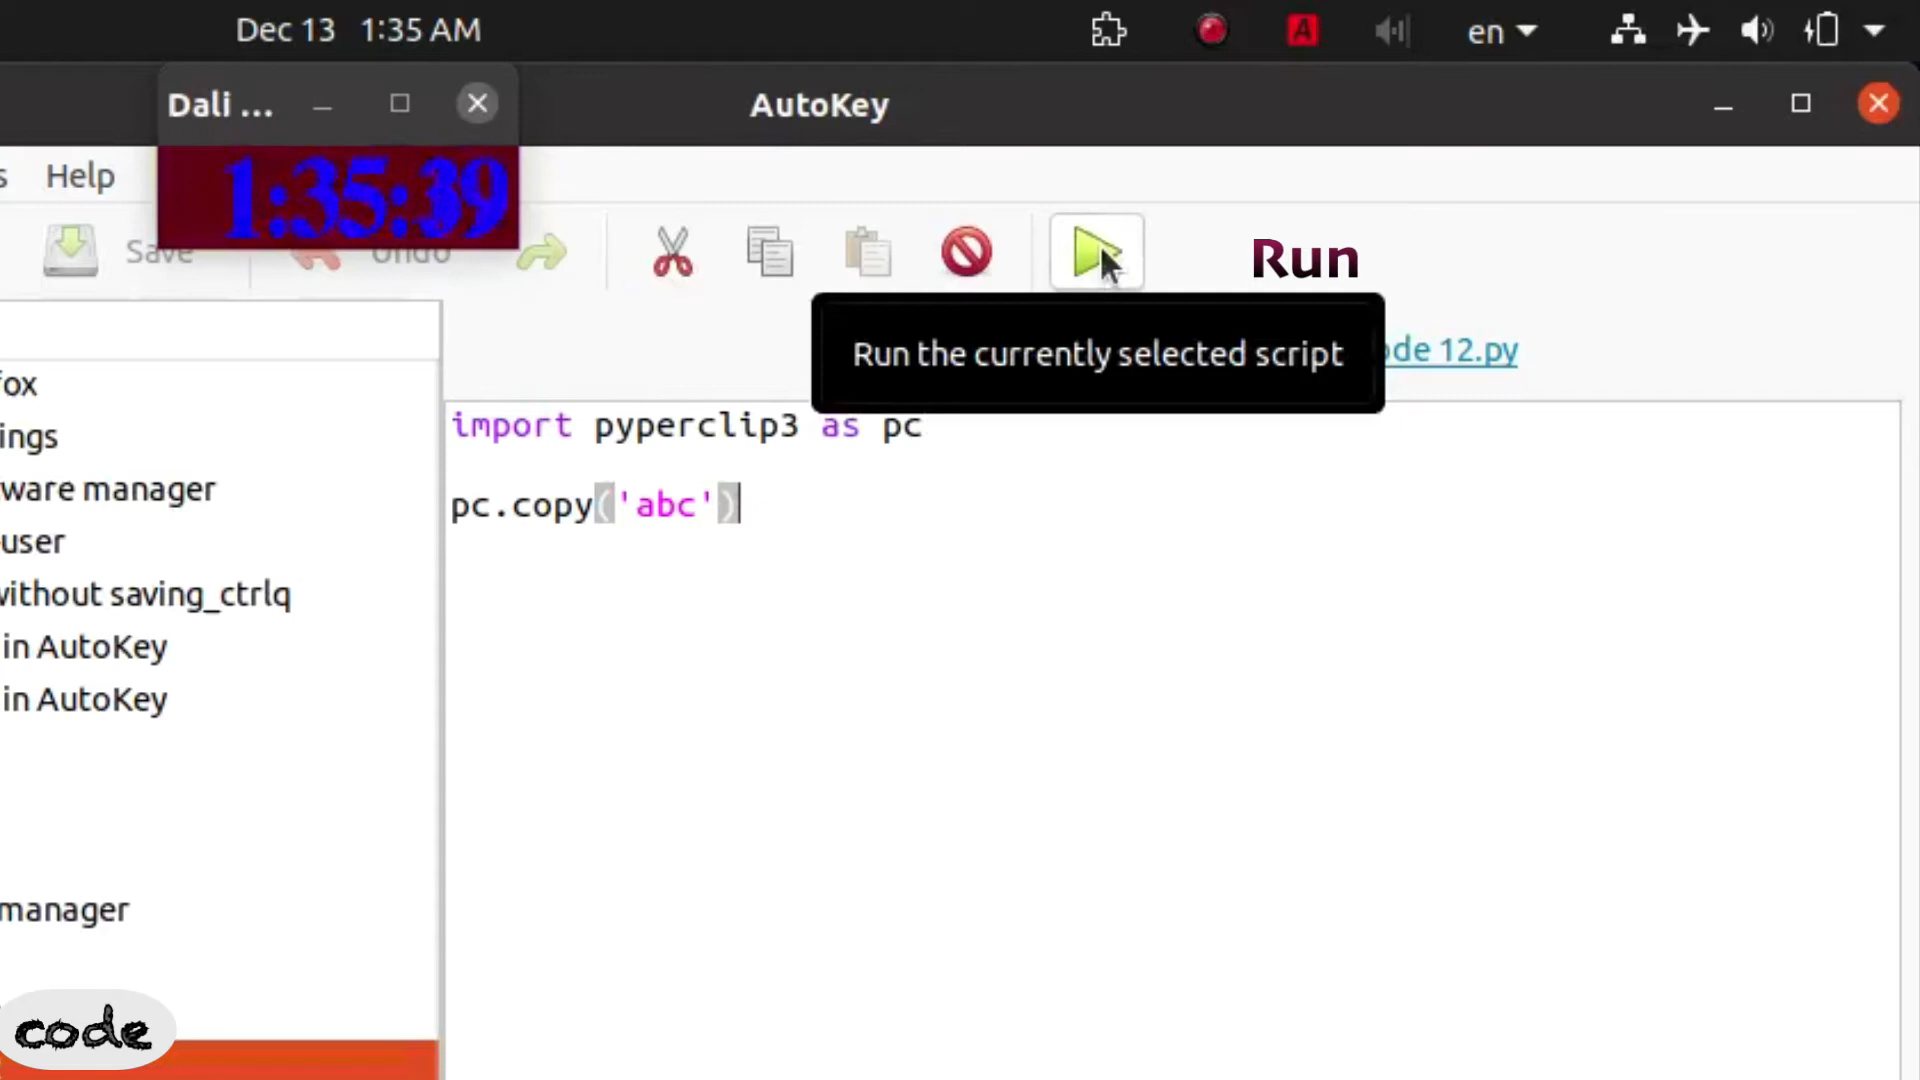 Dec 13 1:35 AM
A
en
Dali ...
AutoKey
1:35:39
s Help
Save
Undo
Run
Run the currently selected script
ode 12.py
import pyperclip3 as pc
pc.copy('abc')
fox
ings
ware manager
user
without saving_ctrlq
in AutoKey
in AutoKey
manager
code